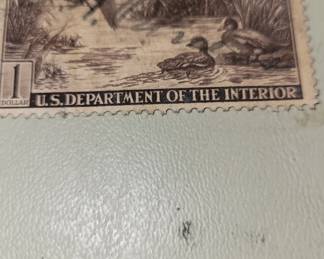 1
DOLLAR
U.S. DEPARTMENT OF THE INTERIOR